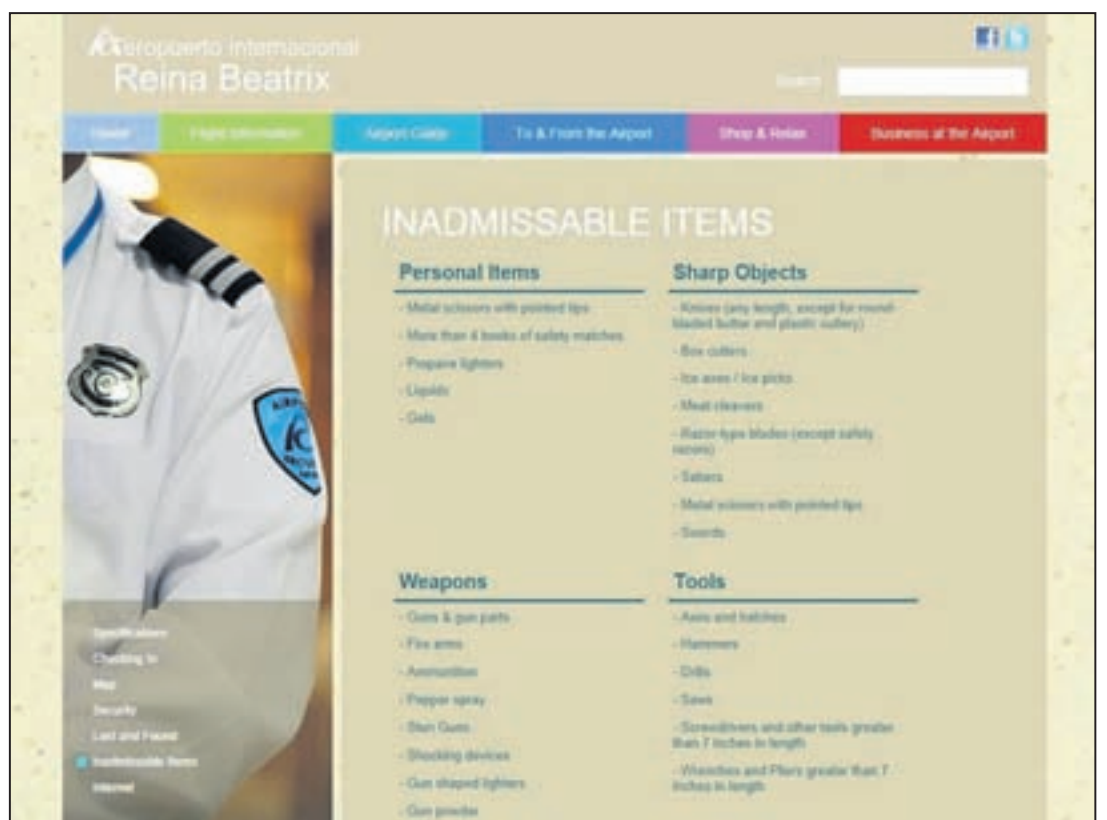 Aeropuerto Internacional
Reina Beatrix
Search
Home
Flight Information
Airport Guide
To & From the Airport
Shop & Relax
Business at the Airport
INADMISSABLE ITEMS
Personal Items
- Metal scissors with pointed tips
- More than 4 books of safety matches
- Propane lighters
- Liquids
- Gels
Sharp Objects
- Knives (any length, except for round-
bladed butter and plastic cutlery)
- Box cutters
- Ice axes / Ice picks
- Meat cleavers
- Razor-type blades (except safety
razors)
- Sabers
- Metal scissors with pointed tips
- Swords
Weapons
- Guns & gun parts
- Fire arms
- Ammunition
- Pepper spray
- Stun Guns
- Shocking devices
- Gun shaped lighters
- Gun powder
Tools
- Axes and hatches
- Hammers
- Drills
- Saws
- Screwdrivers and other tools greater
than 7 inches in length
- Wrenches and Pliers greater than 7
inches in length
Specifications
Checking In
Map
Security
Lost and Found
Inadmissable Items
Internet